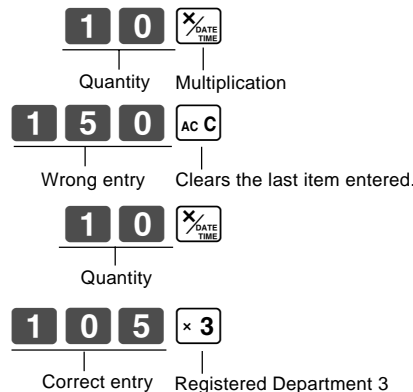 1 0 ×/DATE TIME
Quantity Multiplication
1 5 0 AC C
Wrong entry Clears the last item entered.
1 0 ×/DATE TIME
Quantity
1 0 5 × 3
Correct entry Registered Department 3